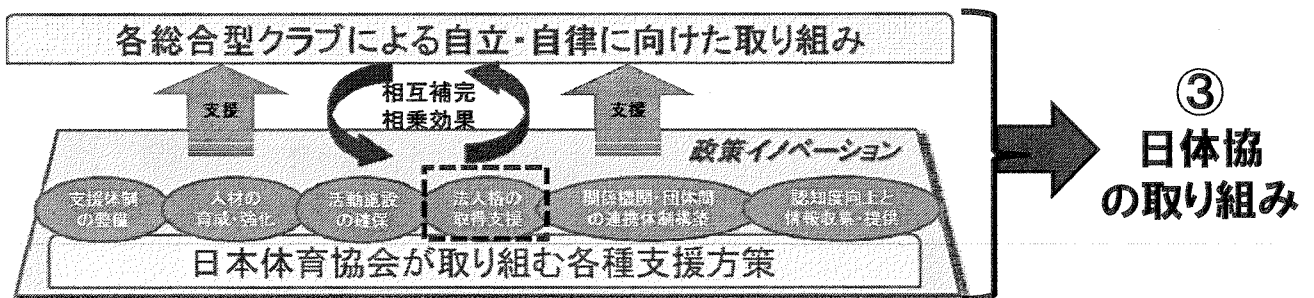 各総合型クラブによる自立・自律に向けた取り組み
支援
相互補完
相乗効果
支援
政策イノベーション
支援体制
の整備
人材の
育成・強化
活動施設
の確保
法人格の
取得支援
関係機関・団体間
の連携体制構築
認知度向上と
情報収集・提供
日本体育協会が取り組む各種支援方策
③
日体協
の取り組み